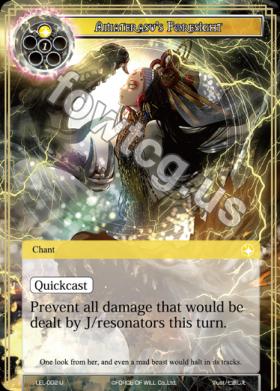 1
Amaterasu's Foresight
fowtcg.us
Chant
Quickcast
Prevent all damage that would be
dealt by J/resonators this turn.
One look from her, and even a mad beast would halt in its tracks.
LEL-002 U
©FORCE OF WILL Co.,Ltd.